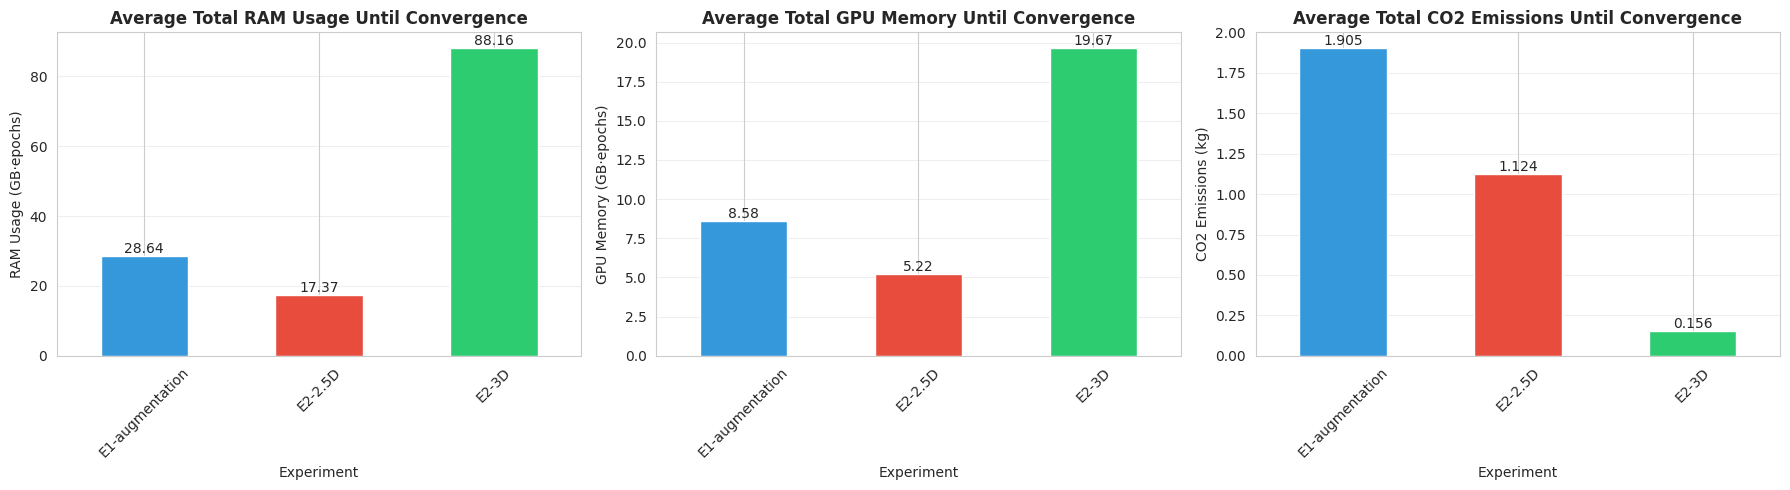 Average Total RAM Usage Until Convergence
RAM Usage (GB·epochs)
80
60
40
20
0
28.64
17.37
88.16
E1-augmentation
E2-2.5D
E2-3D
Experiment
Average Total GPU Memory Until Convergence
GPU Memory (GB·epochs)
20.0
17.5
15.0
12.5
10.0
7.5
5.0
2.5
0.0
8.58
5.22
19.67
E1-augmentation
E2-2.5D
E2-3D
Experiment
Average Total CO2 Emissions Until Convergence
CO2 Emissions (kg)
2.00
1.75
1.50
1.25
1.00
0.75
0.50
0.25
0.00
1.905
1.124
0.156
E1-augmentation
E2-2.5D
E2-3D
Experiment